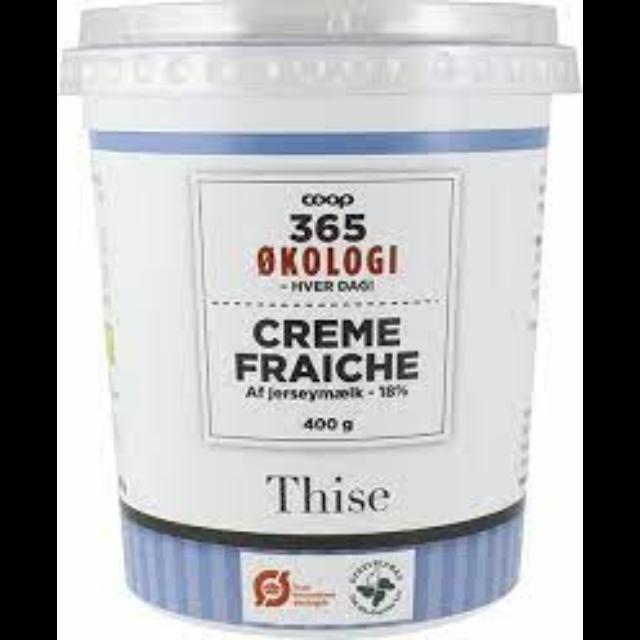 coop
365
ØKOLOGI
- HVER DAG!
CREME
FRAICHE
Af jerseymælk - 18%
400 g
Thise
Ø